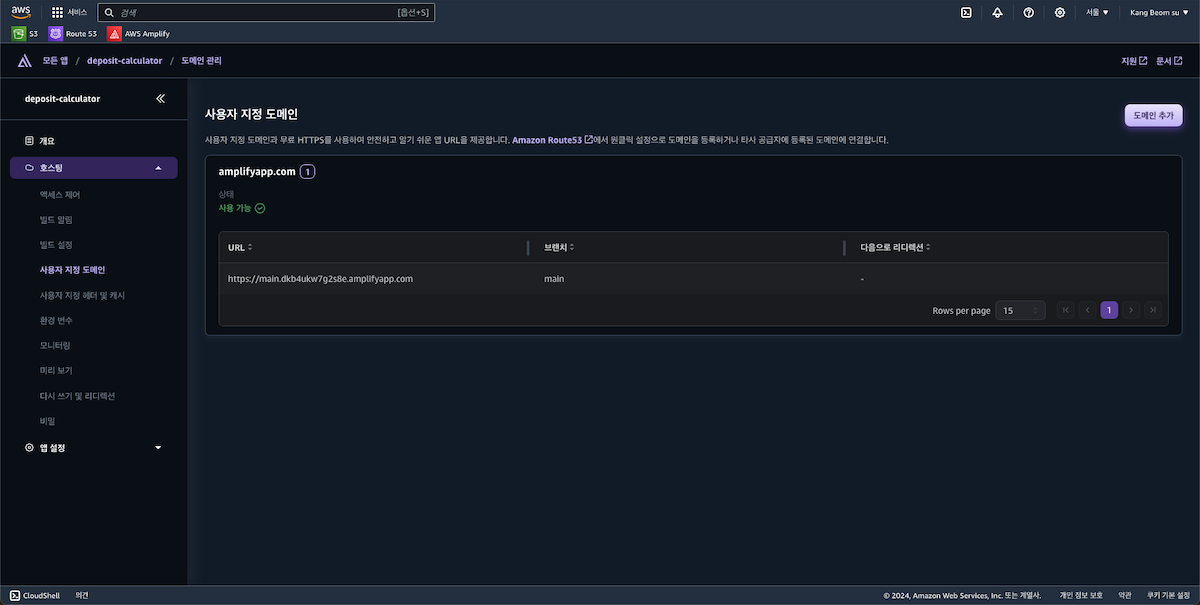 aws 서비스 검색 [옵션+S] 서울 ▼ Kang Beom su ▼
S3 Route 53 AWS Amplify
모든 앱 / deposit-calculator / 도메인 관리 지원 문서
deposit-calculator
개요
호스팅
액세스 제어
빌드 알림
빌드 설정
사용자 지정 도메인
사용자 지정 헤더 및 캐시
환경 변수
모니터링
미리 보기
다시 쓰기 및 리디렉션
비밀
앱 설정
사용자 지정 도메인
도메인 추가
사용자 지정 도메인과 무료 HTTPS를 사용하여 안전하고 알기 쉬운 앱 URL을 제공합니다. Amazon Route53에서 원클릭 설정으로 도메인을 등록하거나 타사 공급자에 등록된 도메인에 연결합니다.
amplifyapp.com 1
상태
사용 가능
URL 브랜치 다음으로 리디렉션
https://main.dkb4ukw7g2s8e.amplifyapp.com main -
Rows per page 15 1
CloudShell 의견 © 2024, Amazon Web Services, Inc. 또는 계열사. 개인 정보 보호 약관 쿠키 기본 설정